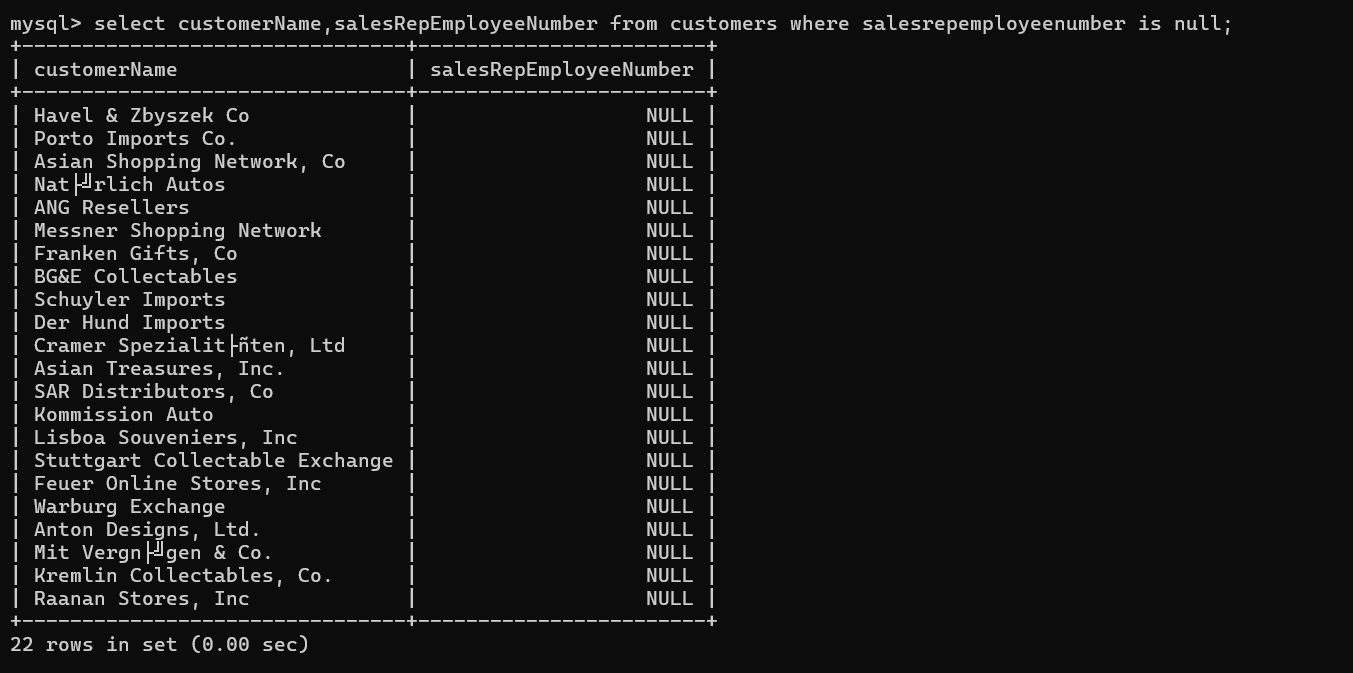 mysql> select customerName,salesRepEmployeeNumber from customers where salesrepemployeenumber is null;
+--------------------------------+------------------------+
| customerName                   | salesRepEmployeeNumber |
+--------------------------------+------------------------+
| Havel & Zbyszek Co             |                   NULL |
| Porto Imports Co.              |                   NULL |
| Asian Shopping Network, Co     |                   NULL |
| Nat├╝rlich Autos               |                   NULL |
| ANG Resellers                  |                   NULL |
| Messner Shopping Network       |                   NULL |
| Franken Gifts, Co              |                   NULL |
| BG&E Collectables              |                   NULL |
| Schuyler Imports               |                   NULL |
| Der Hund Imports               |                   NULL |
| Cramer Spezialit├ñten, Ltd     |                   NULL |
| Asian Treasures, Inc.          |                   NULL |
| SAR Distributors, Co           |                   NULL |
| Kommission Auto                |                   NULL |
| Lisboa Souveniers, Inc         |                   NULL |
| Stuttgart Collectable Exchange |                   NULL |
| Feuer Online Stores, Inc       |                   NULL |
| Warburg Exchange               |                   NULL |
| Anton Designs, Ltd.            |                   NULL |
| Mit Vergn├╝gen & Co.           |                   NULL |
| Kremlin Collectables, Co.      |                   NULL |
| Raanan Stores, Inc             |                   NULL |
+--------------------------------+------------------------+
22 rows in set (0.00 sec)